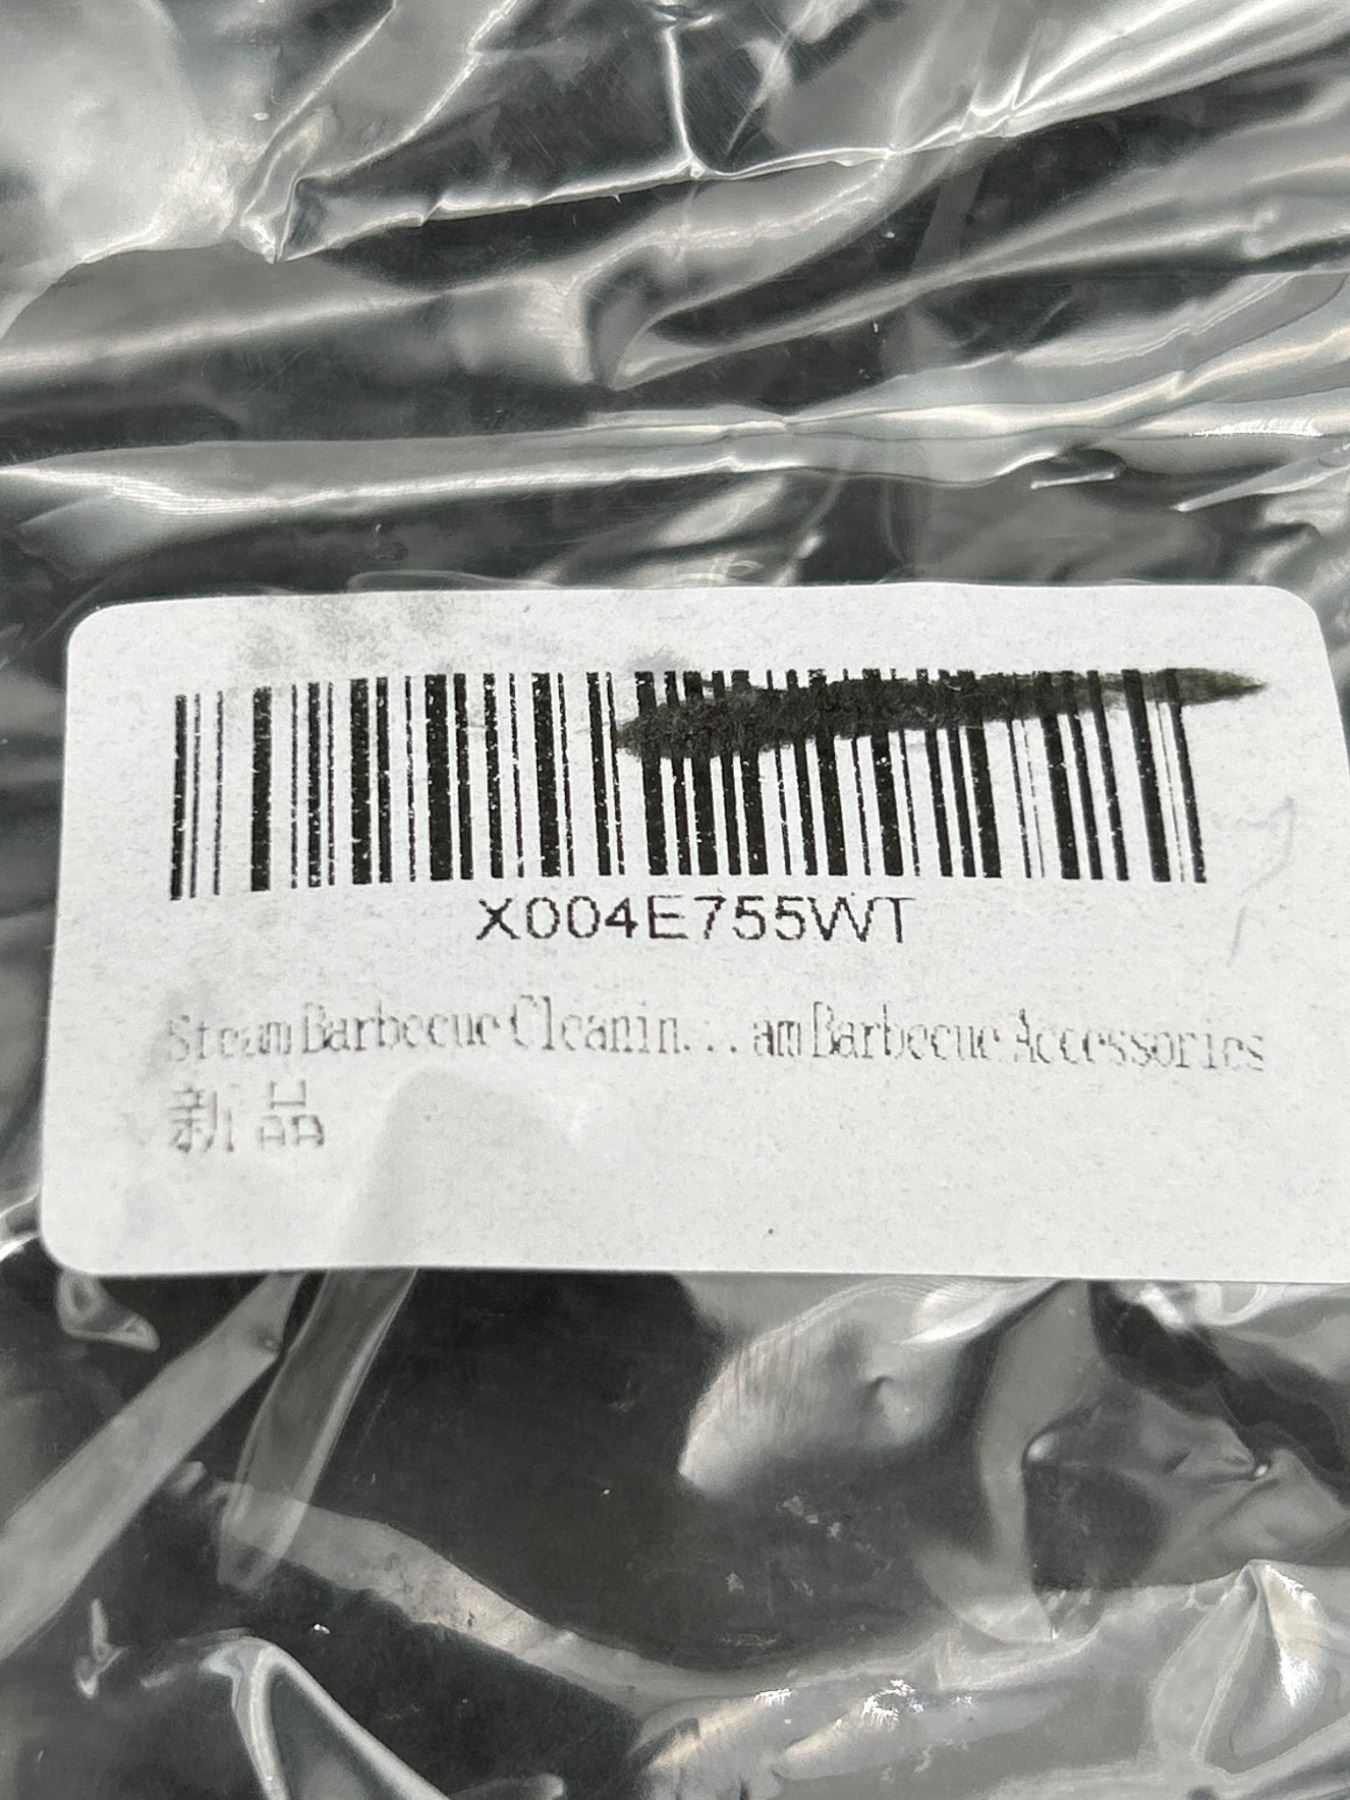 X004E755WT
Steam Barbecue Cleanin...am Barbecue Accessories
新品